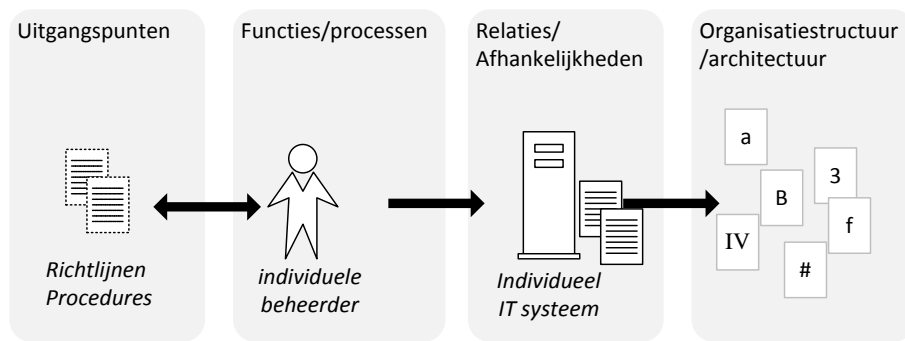 Uitgangspunten
Functies/processen
Relaties/
Afhankelijkheden
Organisatiestructuur
/architectuur
Richtlijnen
Procedures
individuele
beheerder
Individueel
IT systeem
a
3
B
f
IV
#